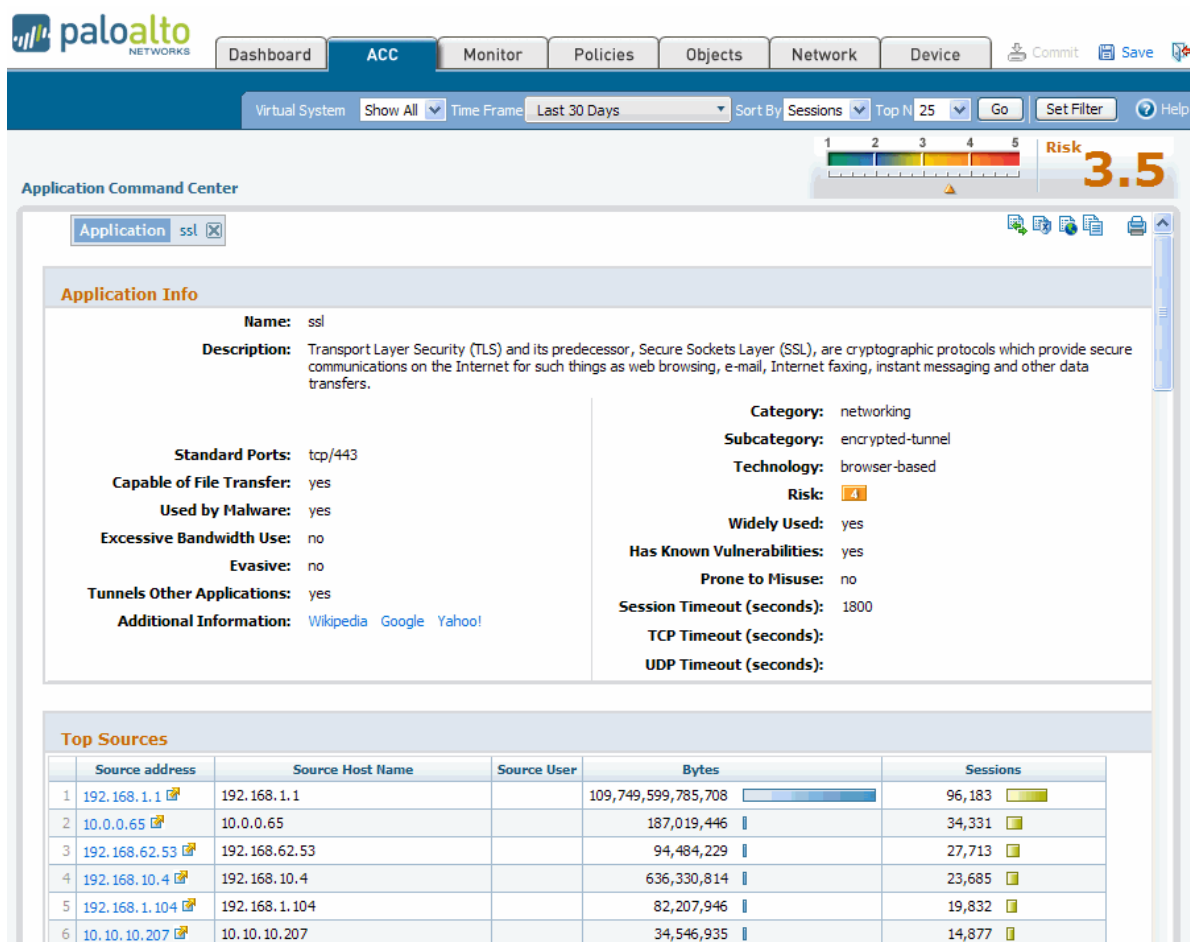 paloalto
NETWORKS
Dashboard ACC Monitor Policies Objects Network Device Commit Save
Virtual System Show All Time Frame Last 30 Days Sort By Sessions Top N 25 Go Set Filter Help
1 2 3 4 5 Risk 3.5
Application Command Center
Application ssl
Application Info
Name: ssl
Description: Transport Layer Security (TLS) and its predecessor, Secure Sockets Layer (SSL), are cryptographic protocols which provide secure
communications on the Internet for such things as web browsing, e-mail, Internet faxing, instant messaging and other data
transfers.
Standard Ports: tcp/443
Capable of File Transfer: yes
Used by Malware: yes
Excessive Bandwidth Use: no
Evasive: no
Tunnels Other Applications: yes
Additional Information: Wikipedia Google Yahoo!
Category: networking
Subcategory: encrypted-tunnel
Technology: browser-based
Risk: 4
Widely Used: yes
Has Known Vulnerabilities: yes
Prone to Misuse: no
Session Timeout (seconds): 1800
TCP Timeout (seconds):
UDP Timeout (seconds):
Top Sources
Source address Source Host Name Source User Bytes Sessions
1 192.168.1.1 192.168.1.1 109,749,599,785,708 96,183
2 10.0.0.65 10.0.0.65 187,019,446 34,331
3 192.168.62.53 192.168.62.53 94,484,229 27,713
4 192.168.10.4 192.168.10.4 636,330,814 23,685
5 192.168.1.104 192.168.1.104 82,207,946 19,832
6 10.10.10.207 10.10.10.207 34,546,935 14,877